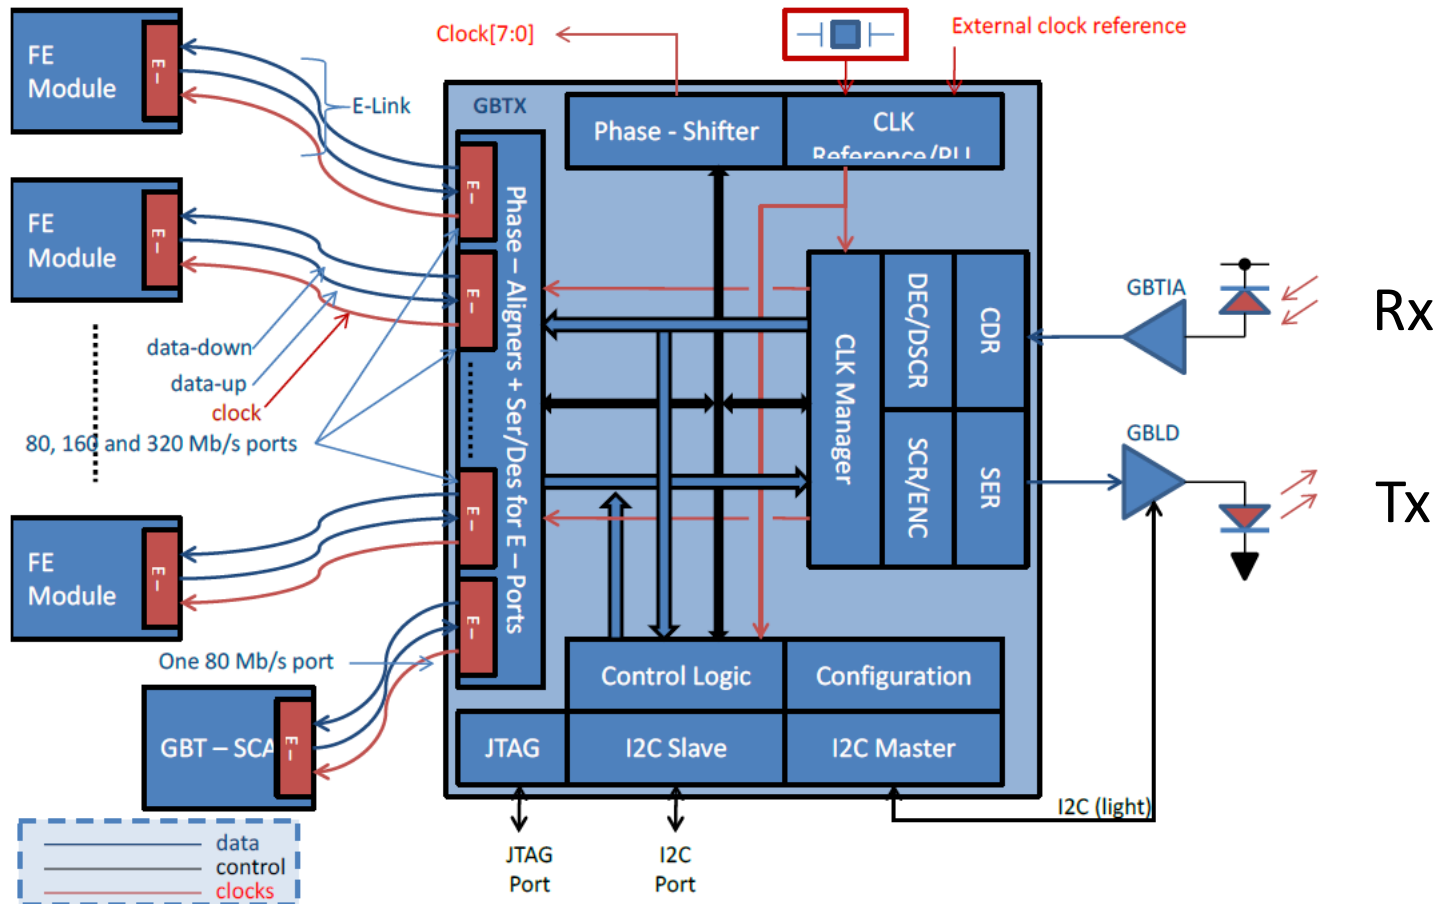 Clock[7:0]
External clock reference
FE
Module
E –
E-Link
GBTX
Phase - Shifter
CLK
Reference/PLL
E –
FE
Module
E –
E –
Phase – Aligners + Ser/Des for E – Ports
data-down
data-up
clock
80, 160 and 320 Mb/s ports
CLK Manager
DEC/DSCR
CDR
SCR/ENC
SER
GBTIA
Rx
GBLD
Tx
FE
Module
E –
E –
E –
One 80 Mb/s port
GBT – SCA
E –
Control Logic
Configuration
JTAG
I2C Slave
I2C Master
I2C (light)
JTAG
Port
I2C
Port
data
control
clocks